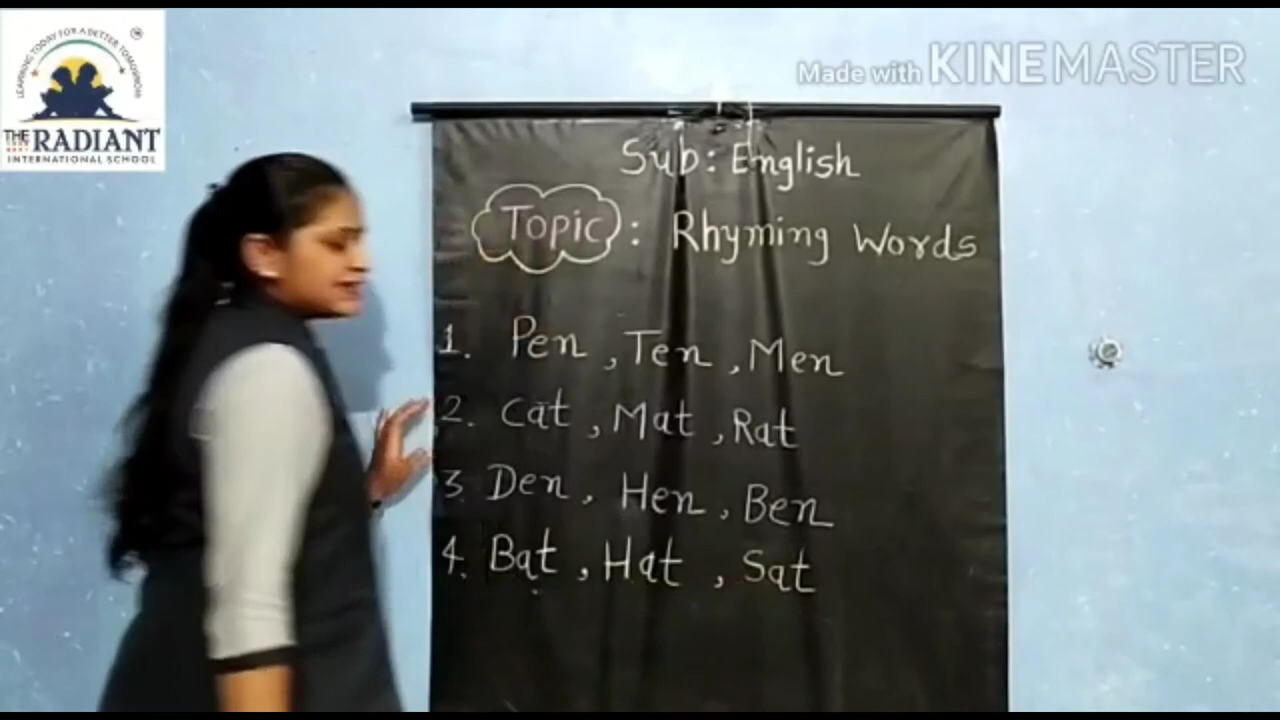 LEARNING TODAY FOR A BETTER TOMORROW
THE RADIANT
INTERNATIONAL SCHOOL
Made with KINEMASTER
Sub: English
Topic: Rhyming Words
1. Pen, Ten, Men
2. Cat, Mat, Rat
3. Den, Hen, Ben
4. Bat, Hat, Sat